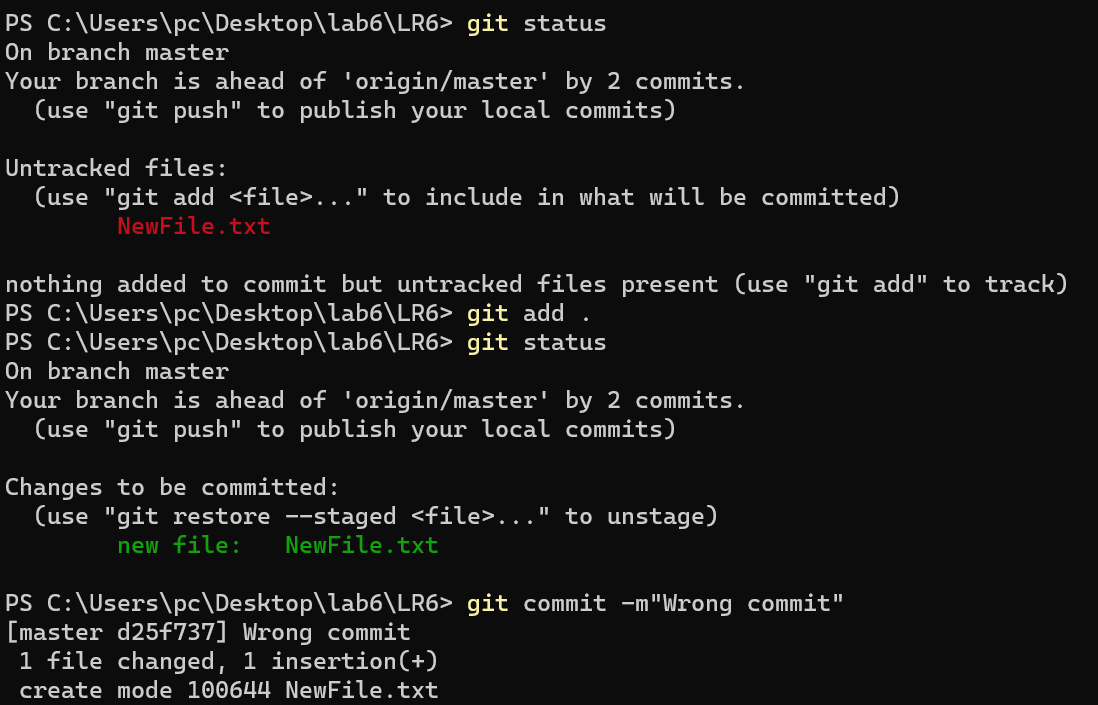 PS C:\Users\pc\Desktop\lab6\LR6> git status
On branch master
Your branch is ahead of 'origin/master' by 2 commits.
  (use "git push" to publish your local commits)

Untracked files:
  (use "git add <file>..." to include in what will be committed)
        NewFile.txt

nothing added to commit but untracked files present (use "git add" to track)
PS C:\Users\pc\Desktop\lab6\LR6> git add .
PS C:\Users\pc\Desktop\lab6\LR6> git status
On branch master
Your branch is ahead of 'origin/master' by 2 commits.
  (use "git push" to publish your local commits)

Changes to be committed:
  (use "git restore --staged <file>..." to unstage)
        new file:   NewFile.txt

PS C:\Users\pc\Desktop\lab6\LR6> git commit -m"Wrong commit"
[master d25f737] Wrong commit
 1 file changed, 1 insertion(+)
 create mode 100644 NewFile.txt